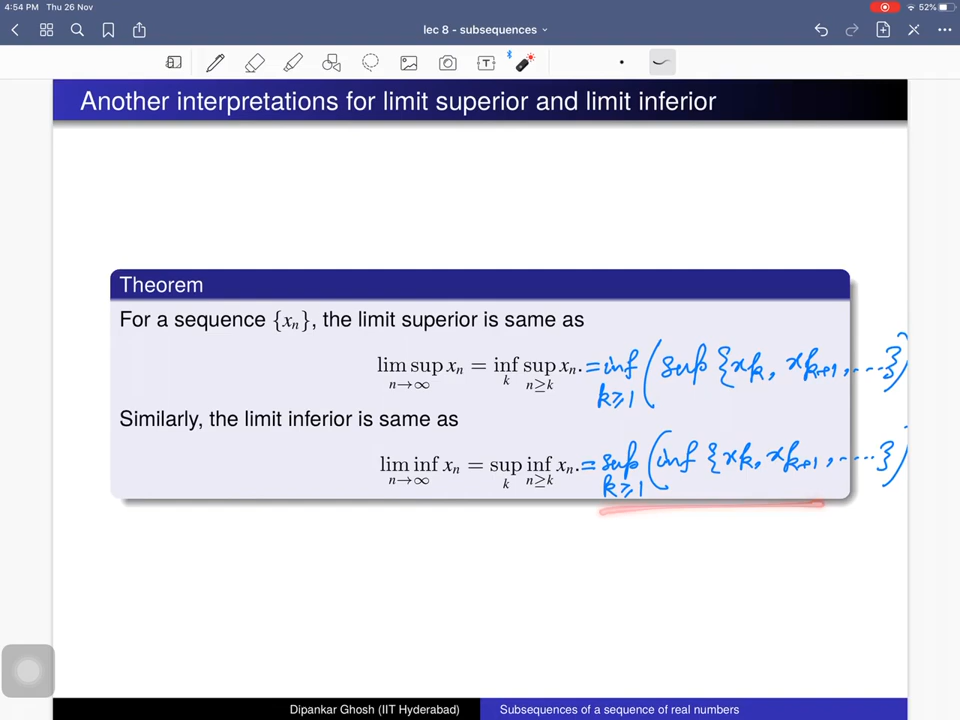 4:54 PM Thu 26 Nov
52%
lec 8 - subsequences
Another interpretations for limit superior and limit inferior
Theorem
For a sequence {xₙ}, the limit superior is same as
lim sup xₙ = inf sup xₙ. = inf ( sup {xk, xk+1, ....})
n→∞ k n≥k k≥1
Similarly, the limit inferior is same as
lim inf xₙ = sup inf xₙ. = sup ( inf {xk, xk+1, ....})
n→∞ k n≥k k≥1
Dipankar Ghosh (IIT Hyderabad) Subsequences of a sequence of real numbers